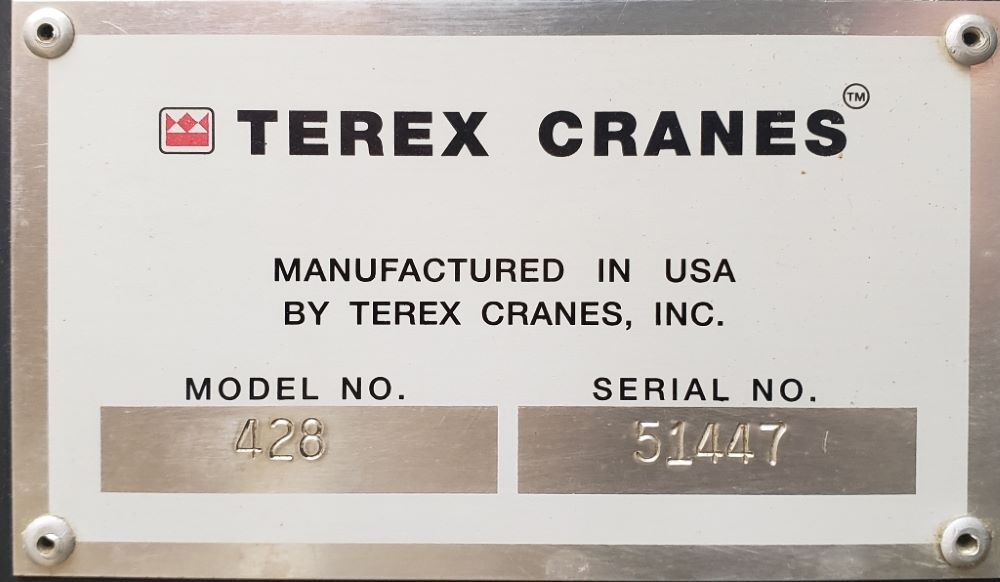 TEREX CRANES™
MANUFACTURED IN USA
BY TEREX CRANES, INC.
MODEL NO. SERIAL NO.
428 51447